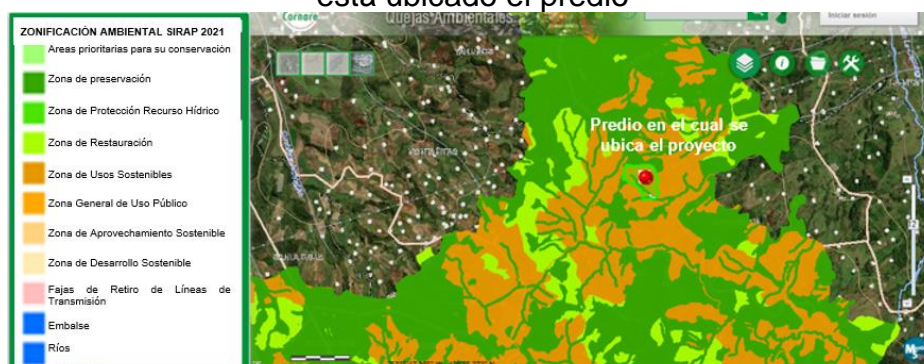 está ubicado el predio
ZONIFICACIÓN AMBIENTAL SIRAP 2021
Areas prioritarias para su conservación
Zona de preservación
Zona de Protección Recurso Hídrico
Zona de Restauración
Zona de Usos Sostenibles
Zona General de Uso Público
Zona de Aprovechamiento Sostenible
Zona de Desarrollo Sostenible
Fajas de Retiro de Líneas de
Transmisión
Embalse
Ríos
Cornare
Quejas Ambientales
Iniciar sesión
Predio en el cual se
ubica el proyecto